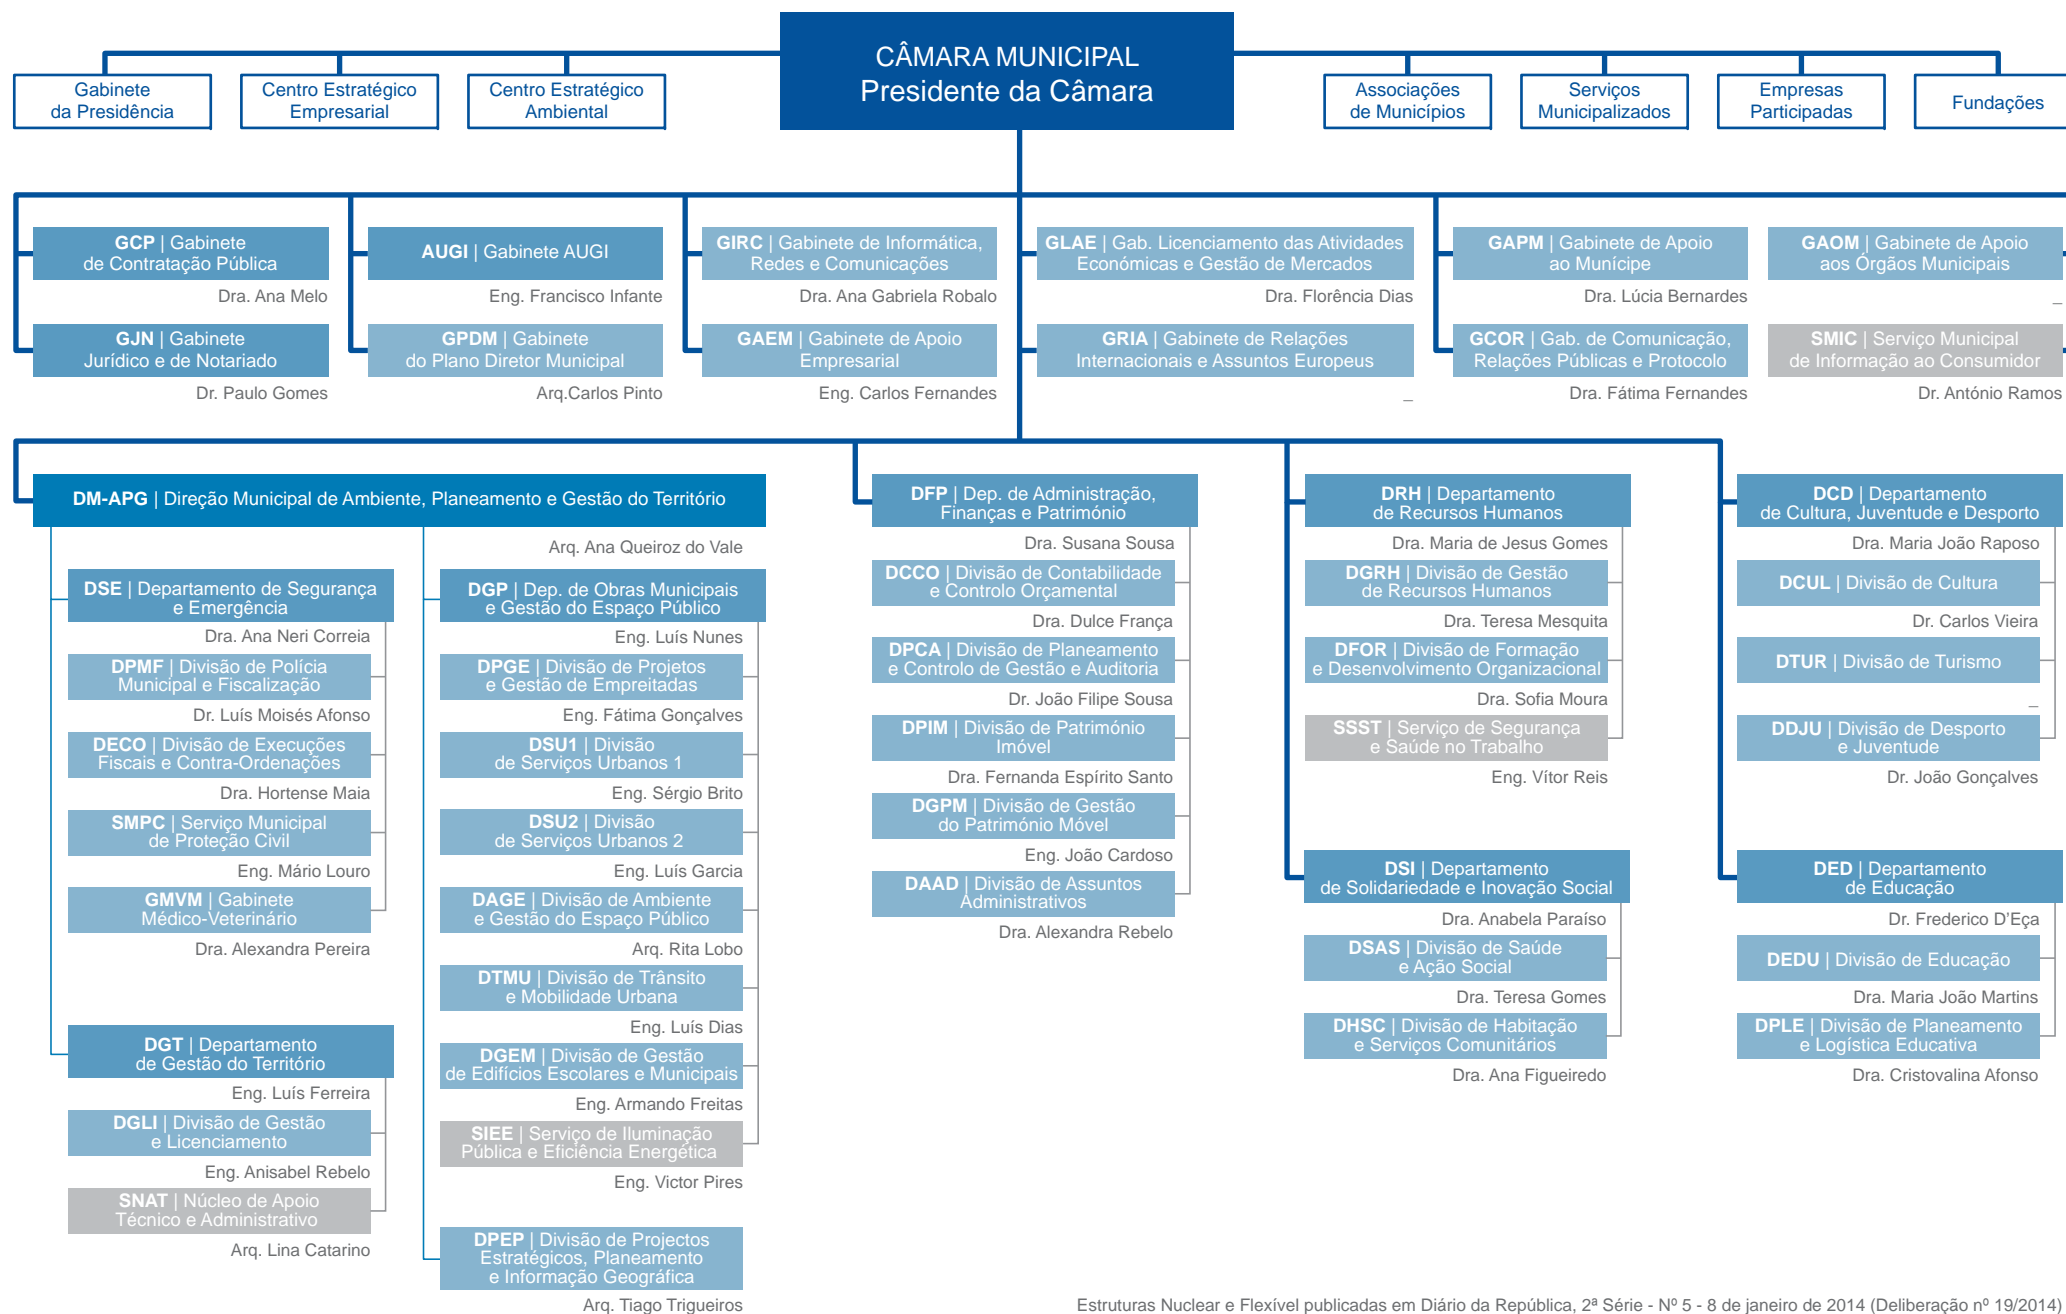 CÂMARA MUNICIPAL
Presidente da Câmara
Gabinete
da Presidência
Centro Estratégico
Empresarial
Centro Estratégico
Ambiental
Associações
de Municípios
Serviços
Municipalizados
Empresas
Participadas
Fundações
GCP | Gabinete
de Contratação Pública
Dra. Ana Melo
AUGI | Gabinete AUGI
Eng. Francisco Infante
GIRC | Gabinete de Informática,
Redes e Comunicações
Dra. Ana Gabriela Robalo
GLAE | Gab. Licenciamento das Atividades
Económicas e Gestão de Mercados
Dra. Florência Dias
GAPM | Gabinete de Apoio
ao Munícipe
Dra. Lúcia Bernardes
GAOM | Gabinete de Apoio
aos Órgãos Municipais
_
GJN | Gabinete
Jurídico e de Notariado
Dr. Paulo Gomes
GPDM | Gabinete
do Plano Diretor Municipal
Arq.Carlos Pinto
GAEM | Gabinete de Apoio
Empresarial
Eng. Carlos Fernandes
GRIA | Gabinete de Relações
Internacionais e Assuntos Europeus
_
GCOR | Gab. de Comunicação,
Relações Públicas e Protocolo
Dra. Fátima Fernandes
SMIC | Serviço Municipal
de Informação ao Consumidor
Dr. António Ramos
DM-APG | Direção Municipal de Ambiente, Planeamento e Gestão do Território
Arq. Ana Queiroz do Vale
DSE | Departamento de Segurança
e Emergência
Dra. Ana Neri Correia
DPMF | Divisão de Polícia
Municipal e Fiscalização
Dr. Luís Moisés Afonso
DECO | Divisão de Execuções
Fiscais e Contra-Ordenações
Dra. Hortense Maia
SMPC | Serviço Municipal
de Proteção Civil
Eng. Mário Louro
GMVM | Gabinete
Médico-Veterinário
Dra. Alexandra Pereira
DGT | Departamento
de Gestão do Território
Eng. Luís Ferreira
DGLI | Divisão de Gestão
e Licenciamento
Eng. Anisabel Rebelo
SNAT | Núcleo de Apoio
Técnico e Administrativo
Arq. Lina Catarino
DGP | Dep. de Obras Municipais
e Gestão do Espaço Público
Eng. Luís Nunes
DPGE | Divisão de Projetos
e Gestão de Empreitadas
Eng. Fátima Gonçalves
DSU1 | Divisão
de Serviços Urbanos 1
Eng. Sérgio Brito
DSU2 | Divisão
de Serviços Urbanos 2
Eng. Luís Garcia
DAGE | Divisão de Ambiente
e Gestão do Espaço Público
Arq. Rita Lobo
DTMU | Divisão de Trânsito
e Mobilidade Urbana
Eng. Luís Dias
DGEM | Divisão de Gestão
de Edifícios Escolares e Municipais
Eng. Armando Freitas
SIEE | Serviço de Iluminação
Pública e Eficiência Energética
Eng. Victor Pires
DPEP | Divisão de Projectos
Estratégicos, Planeamento
e Informação Geográfica
Arq. Tiago Trigueiros
DFP | Dep. de Administração,
Finanças e Património
Dra. Susana Sousa
DCCO | Divisão de Contabilidade
e Controlo Orçamental
Dra. Dulce França
DPCA | Divisão de Planeamento
e Controlo de Gestão e Auditoria
Dr. João Filipe Sousa
DPIM | Divisão de Património
Imóvel
Dra. Fernanda Espírito Santo
DGPM | Divisão de Gestão
do Património Móvel
Eng. João Cardoso
DAAD | Divisão de Assuntos
Administrativos
Dra. Alexandra Rebelo
DRH | Departamento
de Recursos Humanos
Dra. Maria de Jesus Gomes
DGRH | Divisão de Gestão
de Recursos Humanos
Dra. Teresa Mesquita
DFOR | Divisão de Formação
e Desenvolvimento Organizacional
Dra. Sofia Moura
SSST | Serviço de Segurança
e Saúde no Trabalho
Eng. Vítor Reis
DSI | Departamento
de Solidariedade e Inovação Social
Dra. Anabela Paraíso
DSAS | Divisão de Saúde
e Ação Social
Dra. Teresa Gomes
DHSC | Divisão de Habitação
e Serviços Comunitários
Dra. Ana Figueiredo
DCD | Departamento
de Cultura, Juventude e Desporto
Dra. Maria João Raposo
DCUL | Divisão de Cultura
Dr. Carlos Vieira
DTUR | Divisão de Turismo
_
DDJU | Divisão de Desporto
e Juventude
Dr. João Gonçalves
DED | Departamento
de Educação
Dr. Frederico D'Eça
DEDU | Divisão de Educação
Dra. Maria João Martins
DPLE | Divisão de Planeamento
e Logística Educativa
Dra. Cristovalina Afonso
Estruturas Nuclear e Flexível publicadas em Diário da República, 2ª Série - Nº 5 - 8 de janeiro de 2014 (Deliberação nº 19/2014)